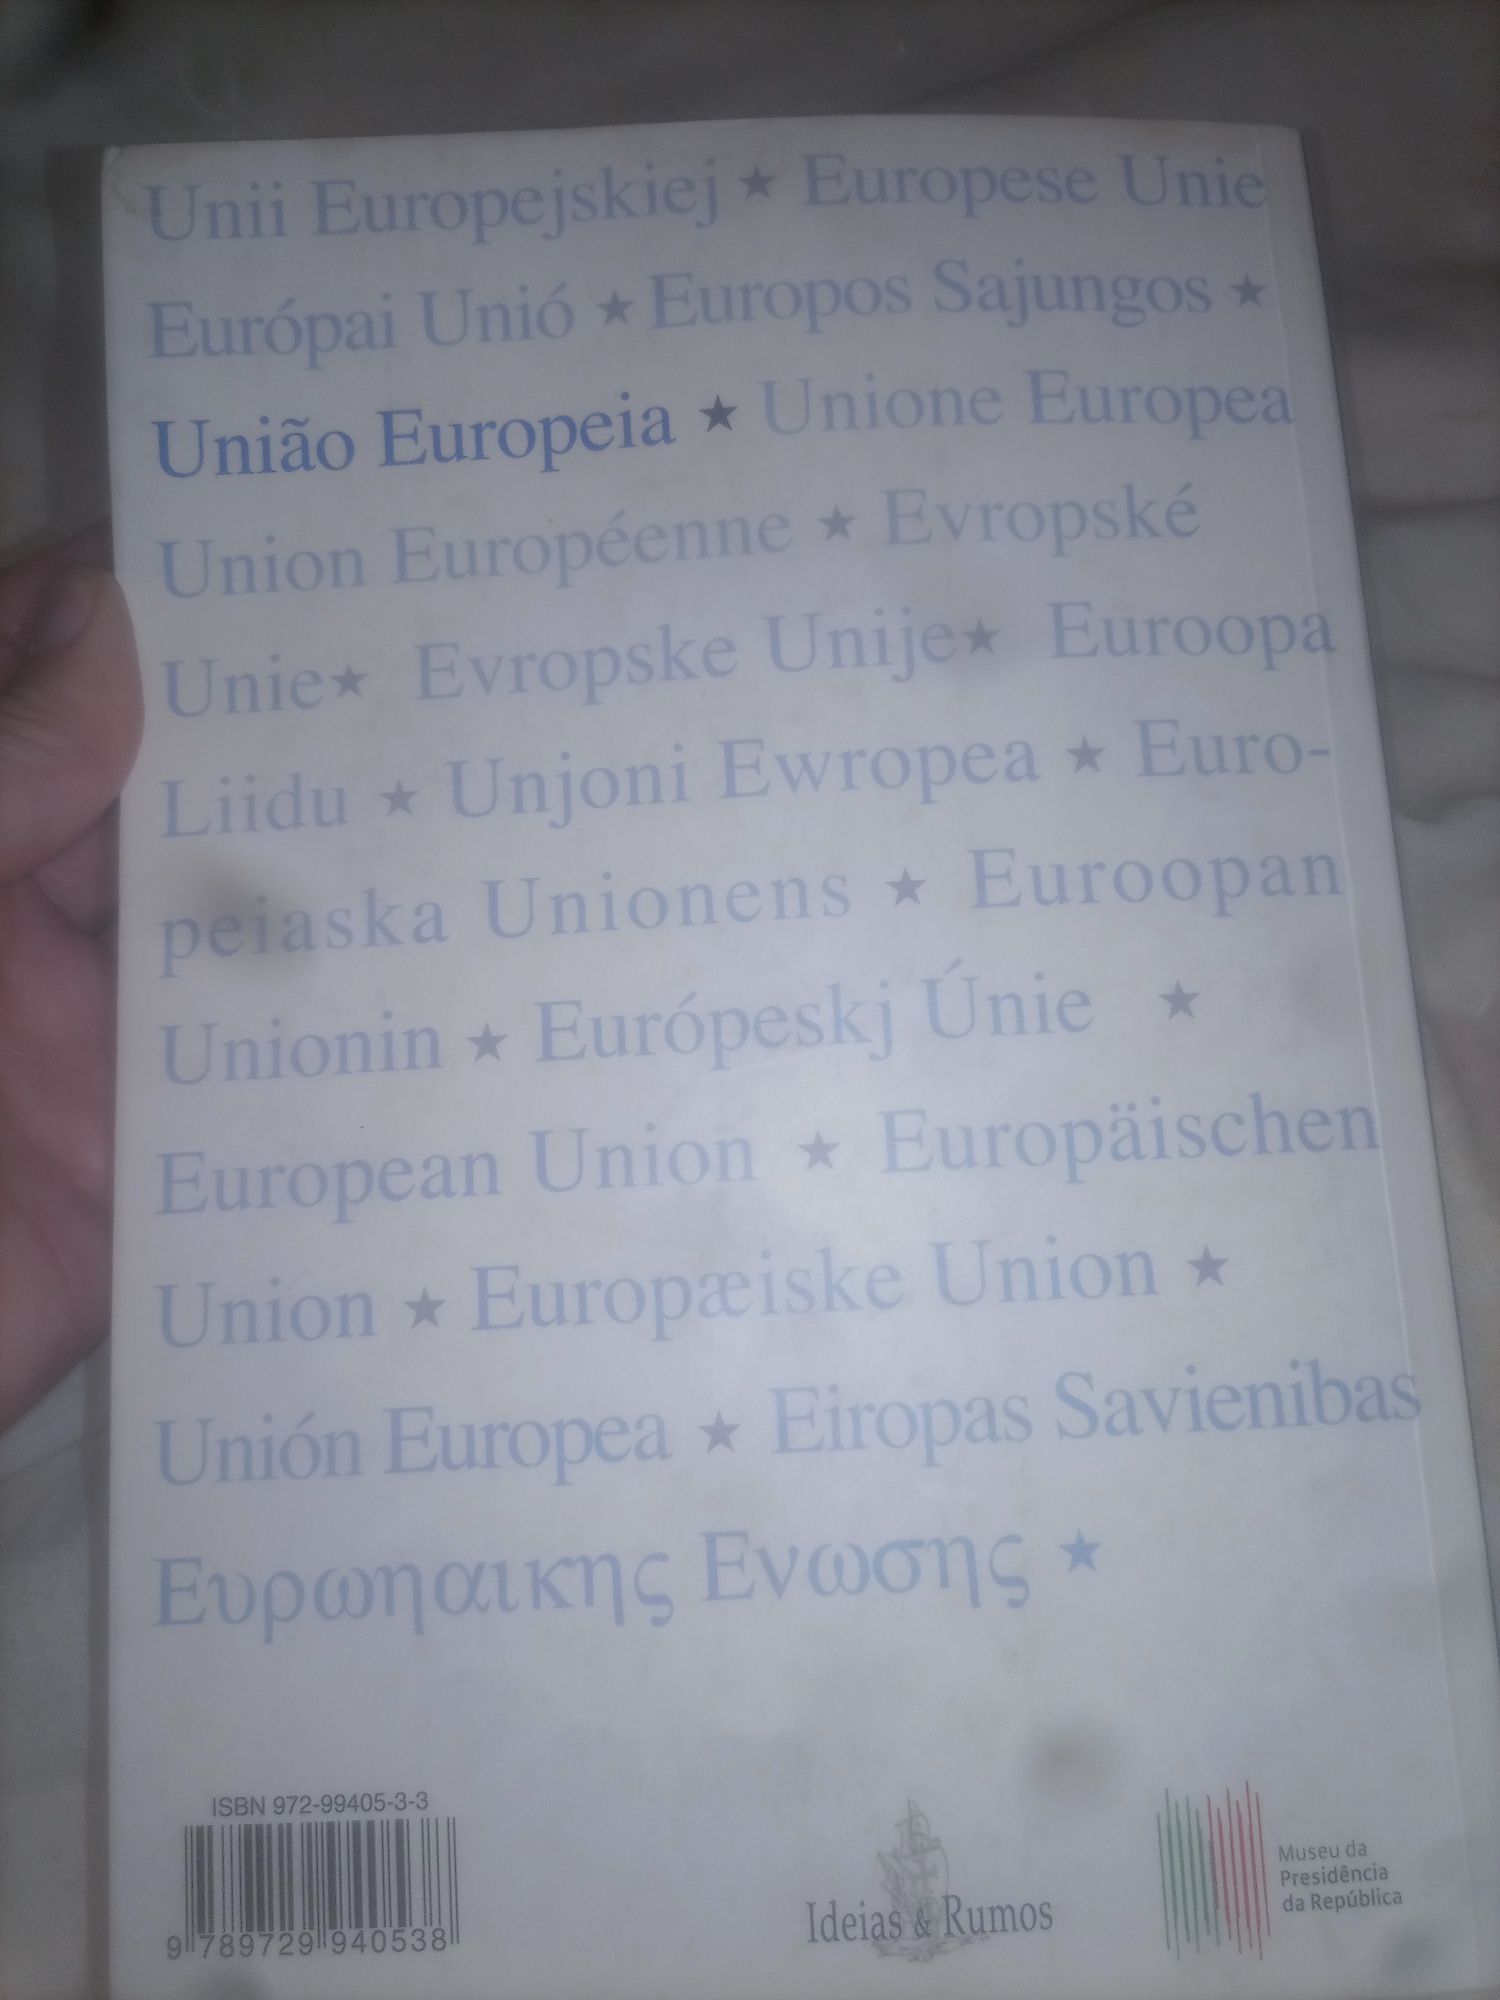 Unii Europejskiej ★ Europese Unie
Európai Unió ★ Europos Sajungos ★
União Europeia ★ Unione Europea
Union Européenne ★ Evropské
Unie★ Evropske Unije★ Euroopa
Liidu ★ Unjoni Ewropea ★ Euro-
peiaska Unionens ★ Euroopan
Unionin ★ Európeskj Únie ★
European Union ★ Europäischen
Union ★ Europæiske Union ★
Unión Europea ★ Eiropas Savienibas
Ευρωηαικης Ενωσης ★
ISBN 972-99405-3-3
9 789729 940538
Ideias & Rumos
Museu da
Presidência
da República